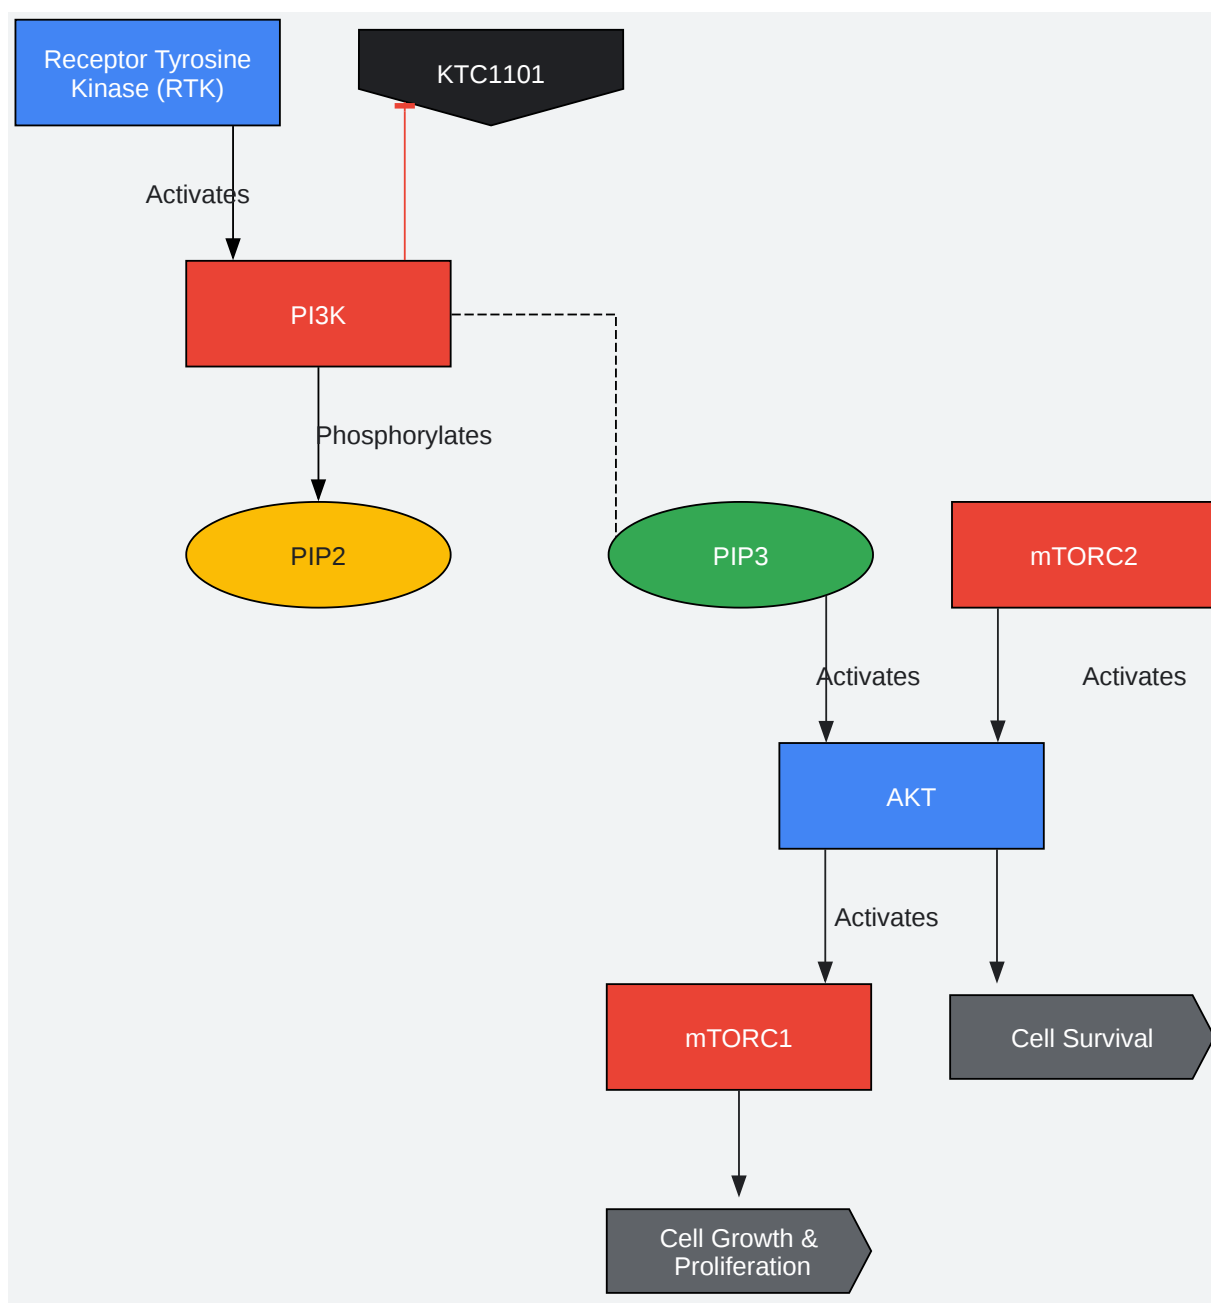 Receptor Tyrosine
Kinase (RTK)
KTC1101
Activates
PI3K
Phosphorylates
PIP2
PIP3
mTORC2
Activates
Activates
AKT
Activates
mTORC1
Cell Survival
Cell Growth &
Proliferation